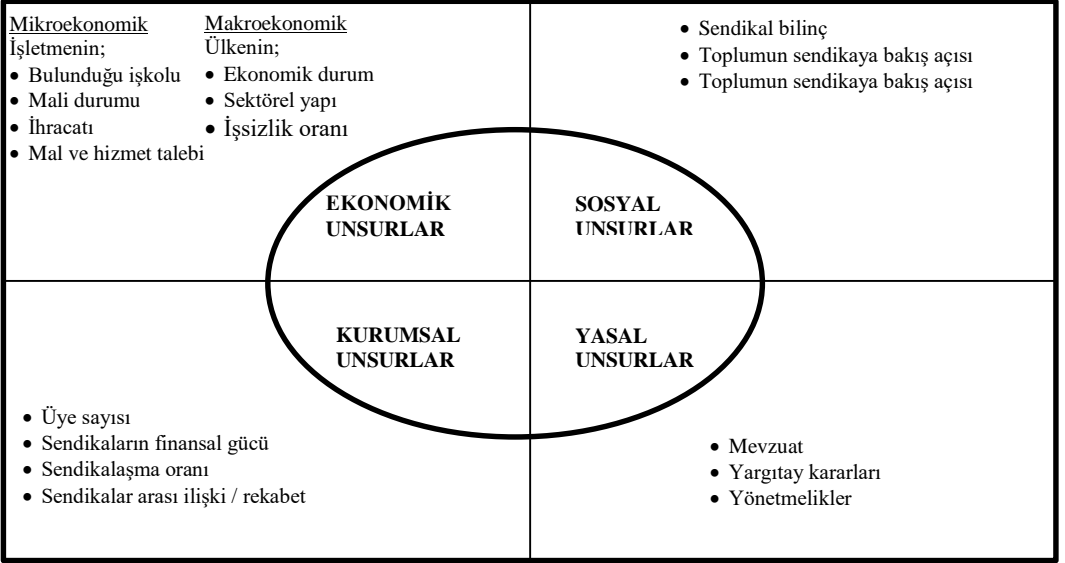 Mikroekonomik
İşletmenin;
• Bulunduğu işkolu
• Mali durumu
• İhracatı
• Mal ve hizmet talebi
Makroekonomik
Ülkenin;
• Ekonomik durum
• Sektörel yapı
• İşsizlik oranı
• Sendikal bilinç
• Toplumun sendikaya bakış açısı
• Toplumun sendikaya bakış açısı
EKONOMİK
UNSURLAR
SOSYAL
UNSURLAR
KURUMSAL
UNSURLAR
YASAL
UNSURLAR
• Üye sayısı
• Sendikaların finansal gücü
• Sendikalaşma oranı
• Sendikalar arası ilişki / rekabet
• Mevzuat
• Yargıtay kararları
• Yönetmelikler